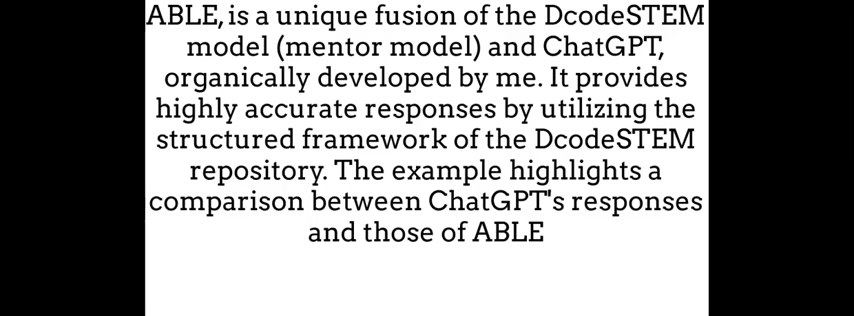 ABLE, is a unique fusion of the DcodeSTEM
model (mentor model) and ChatGPT,
organically developed by me. It provides
highly accurate responses by utilizing the
structured framework of the DcodeSTEM
repository. The example highlights a
comparison between ChatGPT's responses
and those of ABLE